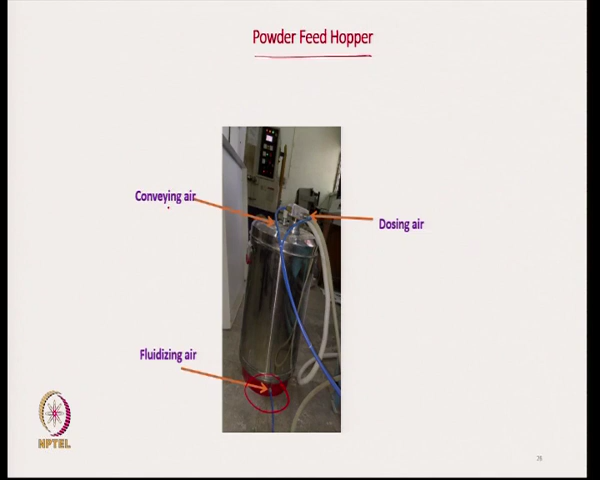 Powder Feed Hopper
Conveying air
Dosing air
Fluidizing air
NPTEL